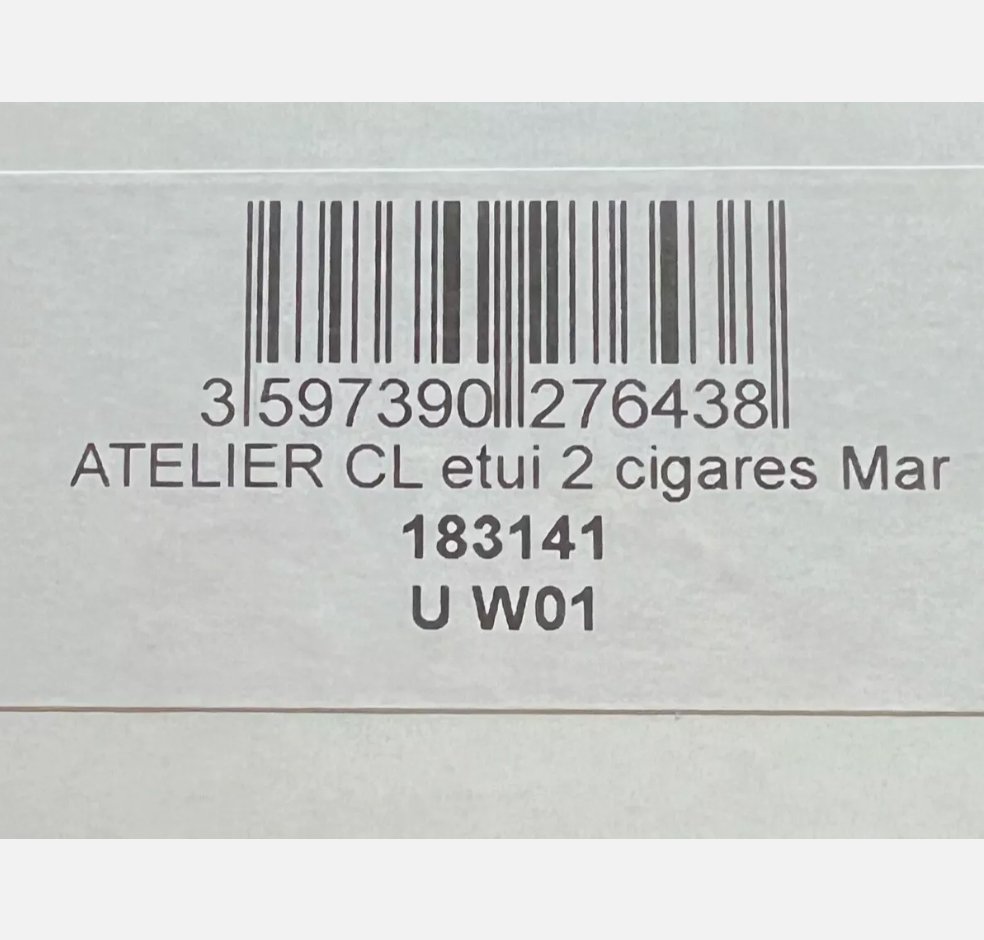 3 597390 276438
ATELIER CL etui 2 cigares Mar
183141
U W01